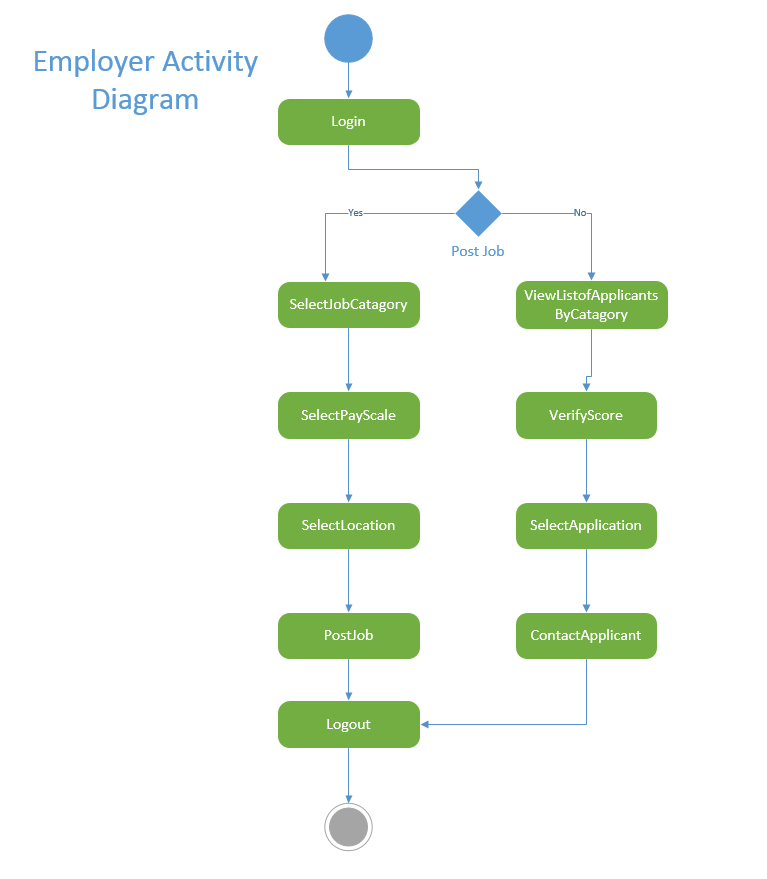 Employer Activity
Diagram
Login
Yes
No
Post Job
SelectJobCatagory
ViewListofApplicants
ByCatagory
SelectPayScale
VerifyScore
SelectLocation
SelectApplication
PostJob
ContactApplicant
Logout